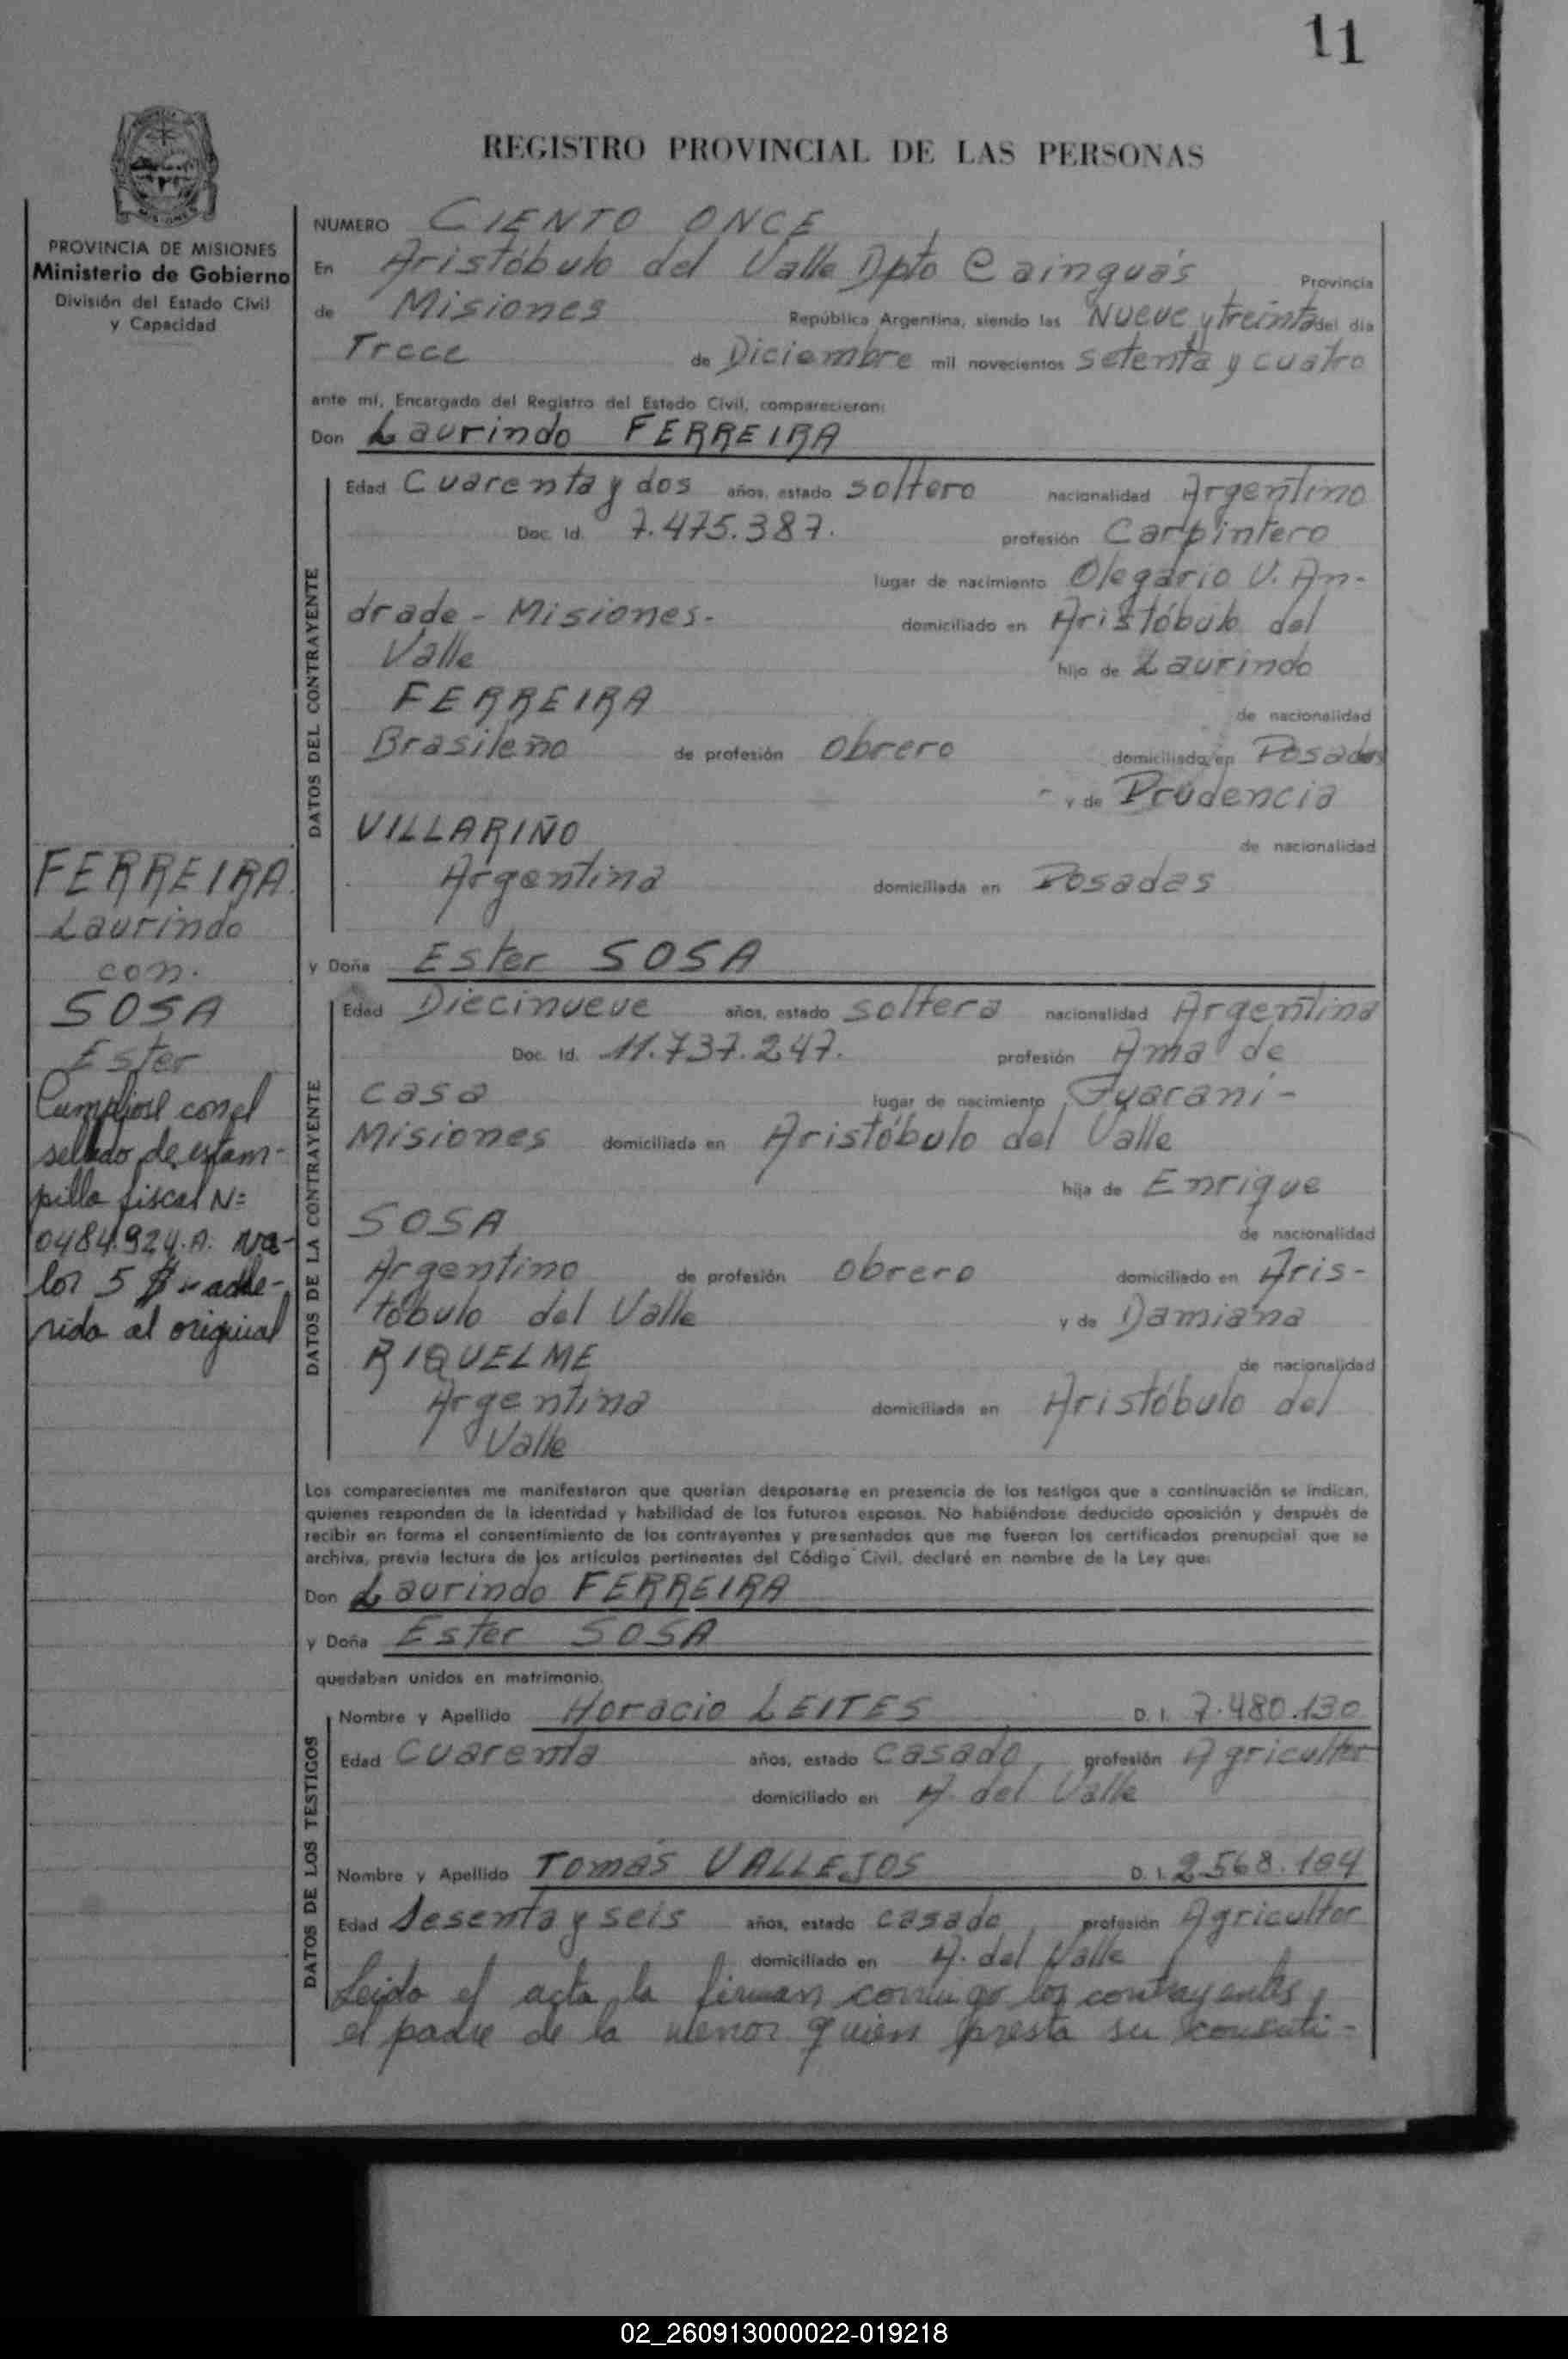 11
REGISTRO PROVINCIAL DE LAS PERSONAS
PROVINCIA DE MISIONES
Ministerio de Gobierno
División del Estado Civil
y Capacidad
NUMERO CIENTO ONCE
En Aristóbulo del Valle Dpto Cainguás Provincia
de Misiones República Argentina, siendo las Nueve y treinta del día
Trece de Diciembre mil novecientos setenta y cuatro
ante mí, Encargado del Registro del Estado Civil, comparecieron:
Don Laurindo FERREIRA
DATOS DEL CONTRAYENTE
Edad Cuarenta y dos años, estado soltero nacionalidad Argentino
Doc. Id. 7.475.387. profesión Carpintero
lugar de nacimiento Olegario V. An-
drade - Misiones- domiciliado en Aristóbulo del
Valle hijo de Laurindo
FERREIRA de nacionalidad
Brasileño de profesión Obrero domiciliado en Posadas
y de Prudencia
VILLARIÑO de nacionalidad
Argentina domiciliada en Posadas
y Doña Ester SOSA
DATOS DE LA CONTRAYENTE
Edad Diecinueve años, estado soltera nacionalidad Argentina
Doc. Id. 11.737.247. profesión Ama de
casa lugar de nacimiento Guaraní-
Misiones domiciliada en Aristóbulo del Valle
hija de Enrique
SOSA de nacionalidad
Argentino de profesión Obrero domiciliado en Aris-
tóbulo del Valle y de Damiana
RIQUELME de nacionalidad
Argentina domiciliada en Aristóbulo del
Valle
FERREIRA
Laurindo
con.
SOSA
Ester
Cumpliose con el
sellado de estam-
pilla fiscal Nº
0484.924.A. va-
lor 5 $ adhe-
rida al original
Los comparecientes me manifestaron que querían desposarse en presencia de los testigos que a continuación se indican,
quienes responden de la identidad y habilidad de los futuros esposos. No habiéndose deducido oposición y después de
recibir en forma el consentimiento de los contrayentes y presentados que me fueron los certificados prenupcial que se
archiva, previa lectura de los artículos pertinentes del Código Civil, declaré en nombre de la Ley que:
Don Laurindo FERREIRA
y Doña Ester SOSA
quedaban unidos en matrimonio.
DATOS DE LOS TESTIGOS
Nombre y Apellido Horacio LEITES D. I. 7.480.130
Edad Cuarenta años, estado casado profesión Agricultor
domiciliado en A. del Valle
Nombre y Apellido Tomás VALLEJOS D. I. 2.568.164
Edad Sesenta y seis años, estado casado profesión Agricultor
domiciliado en A. del Valle
Leida el acta la firman conmigo los contrayentes,
el padre de la menor quien presta su consenti-
02_260913000022-019218